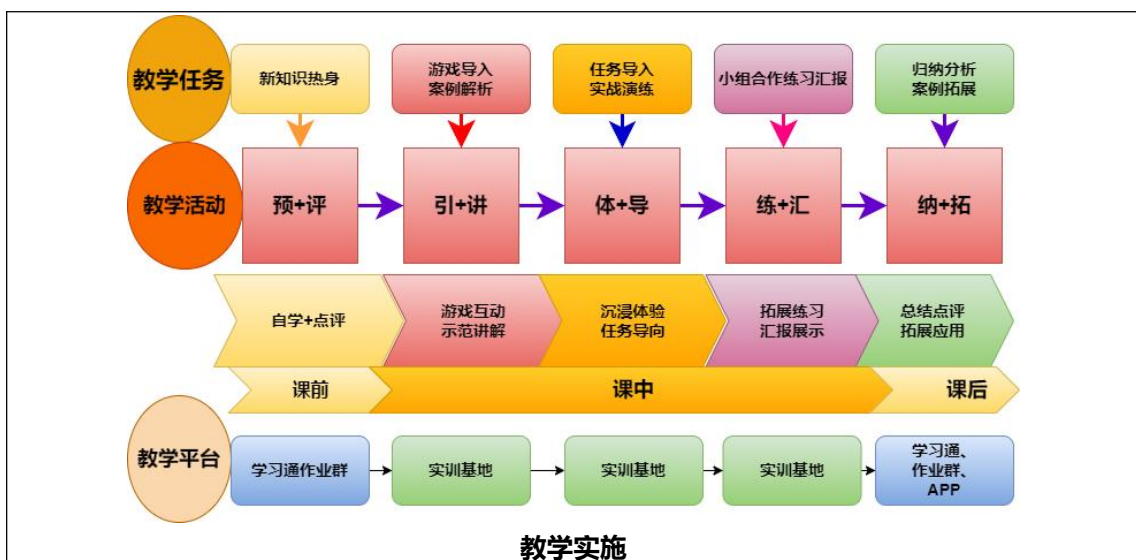 教学任务
新知识热身
游戏导入
案例解析
任务导入
实战演练
小组合作练习汇报
归纳分析
案例拓展
教学活动
预+评
引+讲
体+导
练+汇
纳+拓
自学+点评
游戏互动
示范讲解
沉浸体验
任务导向
拓展练习
汇报展示
总结点评
拓展应用
课前
课中
课后
教学平台
学习通作业群
实训基地
实训基地
实训基地
学习通、
作业群、
APP
教学实施